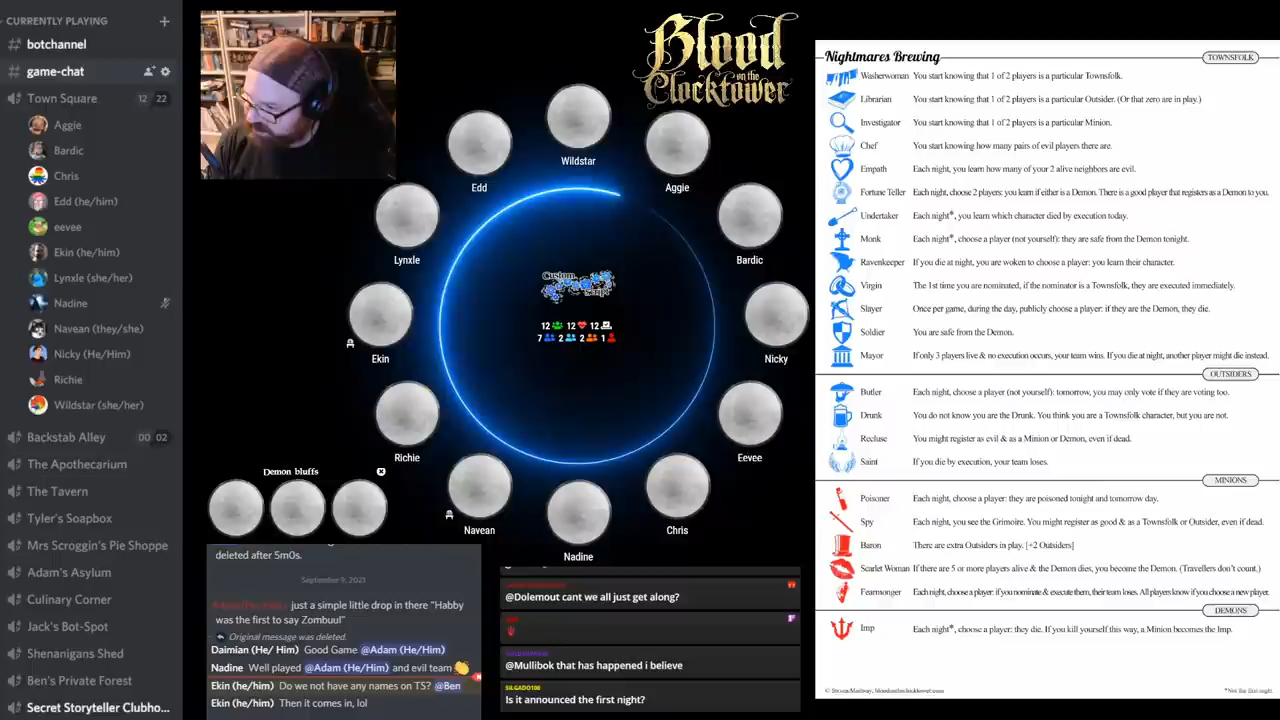 CURRENTLY PLAYING
botchannel
game-chat
Town Square 12 22
Aggie
Bardic
Chris
Ed (he/him)
eevee
Ekin (he/him)
Lynxle (she/her)
Nadine
Navean (they/she)
Nicky (He/Him)
Richie
Wildstar (she/her)
Backstab Alley 00 02
The Apothecarium
The Tavern
Tyler's Soapbox
Mrs Scroggin's Pie Shoppe
Adam's Asylum
Culinary Corner
Jack's Jackpot
Shenanigans Shed
Ben's Private Forest
Secret Storyteller Clubho...
Blood
on the
Clocktower
Wildstar
Edd
Aggie
Lynxle
Bardic
Ekin
Nicky
Richie
Eevee
Navean
Chris
Nadine
Custom
Script
12 12 12
7 2 2 1
Demon bluffs
deleted after 5m0s.
September 9, 2023
just a simple little drop in there "Habby
was the first to say Zombuul"
Original message was deleted.
Daimian (He/ Him) Good Game @Adam (He/Him)
Nadine Well played @Adam (He/Him) and evil team
Ekin (he/him) Do we not have any names on TS? @Ben
Ekin (he/him) Then it comes in, lol
@Dolemout cant we all just get along?
@Mullibok that has happened i believe
SILGADO106
Is it announced the first night?
Nightmares Brewing
TOWNSFOLK
Washerwoman You start knowing that 1 of 2 players is a particular Townsfolk.
Librarian You start knowing that 1 of 2 players is a particular Outsider. (Or that zero are in play.)
Investigator You start knowing that 1 of 2 players is a particular Minion.
Chef You start knowing how many pairs of evil players there are.
Empath Each night, you learn how many of your 2 alive neighbors are evil.
Fortune Teller Each night, choose 2 players: you learn if either is a Demon. There is a good player that registers as a Demon to you.
Undertaker Each night*, you learn which character died by execution today.
Monk Each night*, choose a player (not yourself): they are safe from the Demon tonight.
Ravenkeeper If you die at night, you are woken to choose a player: you learn their character.
Virgin The 1st time you are nominated, if the nominator is a Townsfolk, they are executed immediately.
Slayer Once per game, during the day, publicly choose a player: if they are the Demon, they die.
Soldier You are safe from the Demon.
Mayor If only 3 players live & no execution occurs, your team wins. If you die at night, another player might die instead.
OUTSIDERS
Butler Each night, choose a player (not yourself): tomorrow, you may only vote if they are voting too.
Drunk You do not know you are the Drunk. You think you are a Townsfolk character, but you are not.
Recluse You might register as evil & as a Minion or Demon, even if dead.
Saint If you die by execution, your team loses.
MINIONS
Poisoner Each night, choose a player: they are poisoned tonight and tomorrow day.
Spy Each night, you see the Grimoire. You might register as good & as a Townsfolk or Outsider, even if dead.
Baron There are extra Outsiders in play. [+2 Outsiders]
Scarlet Woman If there are 5 or more players alive & the Demon dies, you become the Demon. (Travellers don't count.)
Fearmonger Each night, choose a player: if you nominate & execute them, their team loses. All players know if you choose a new player.
DEMONS
Imp Each night*, choose a player: they die. If you kill yourself this way, a Minion becomes the Imp.
© Steven Medway, bloodontheclocktower.com
*Not the first night